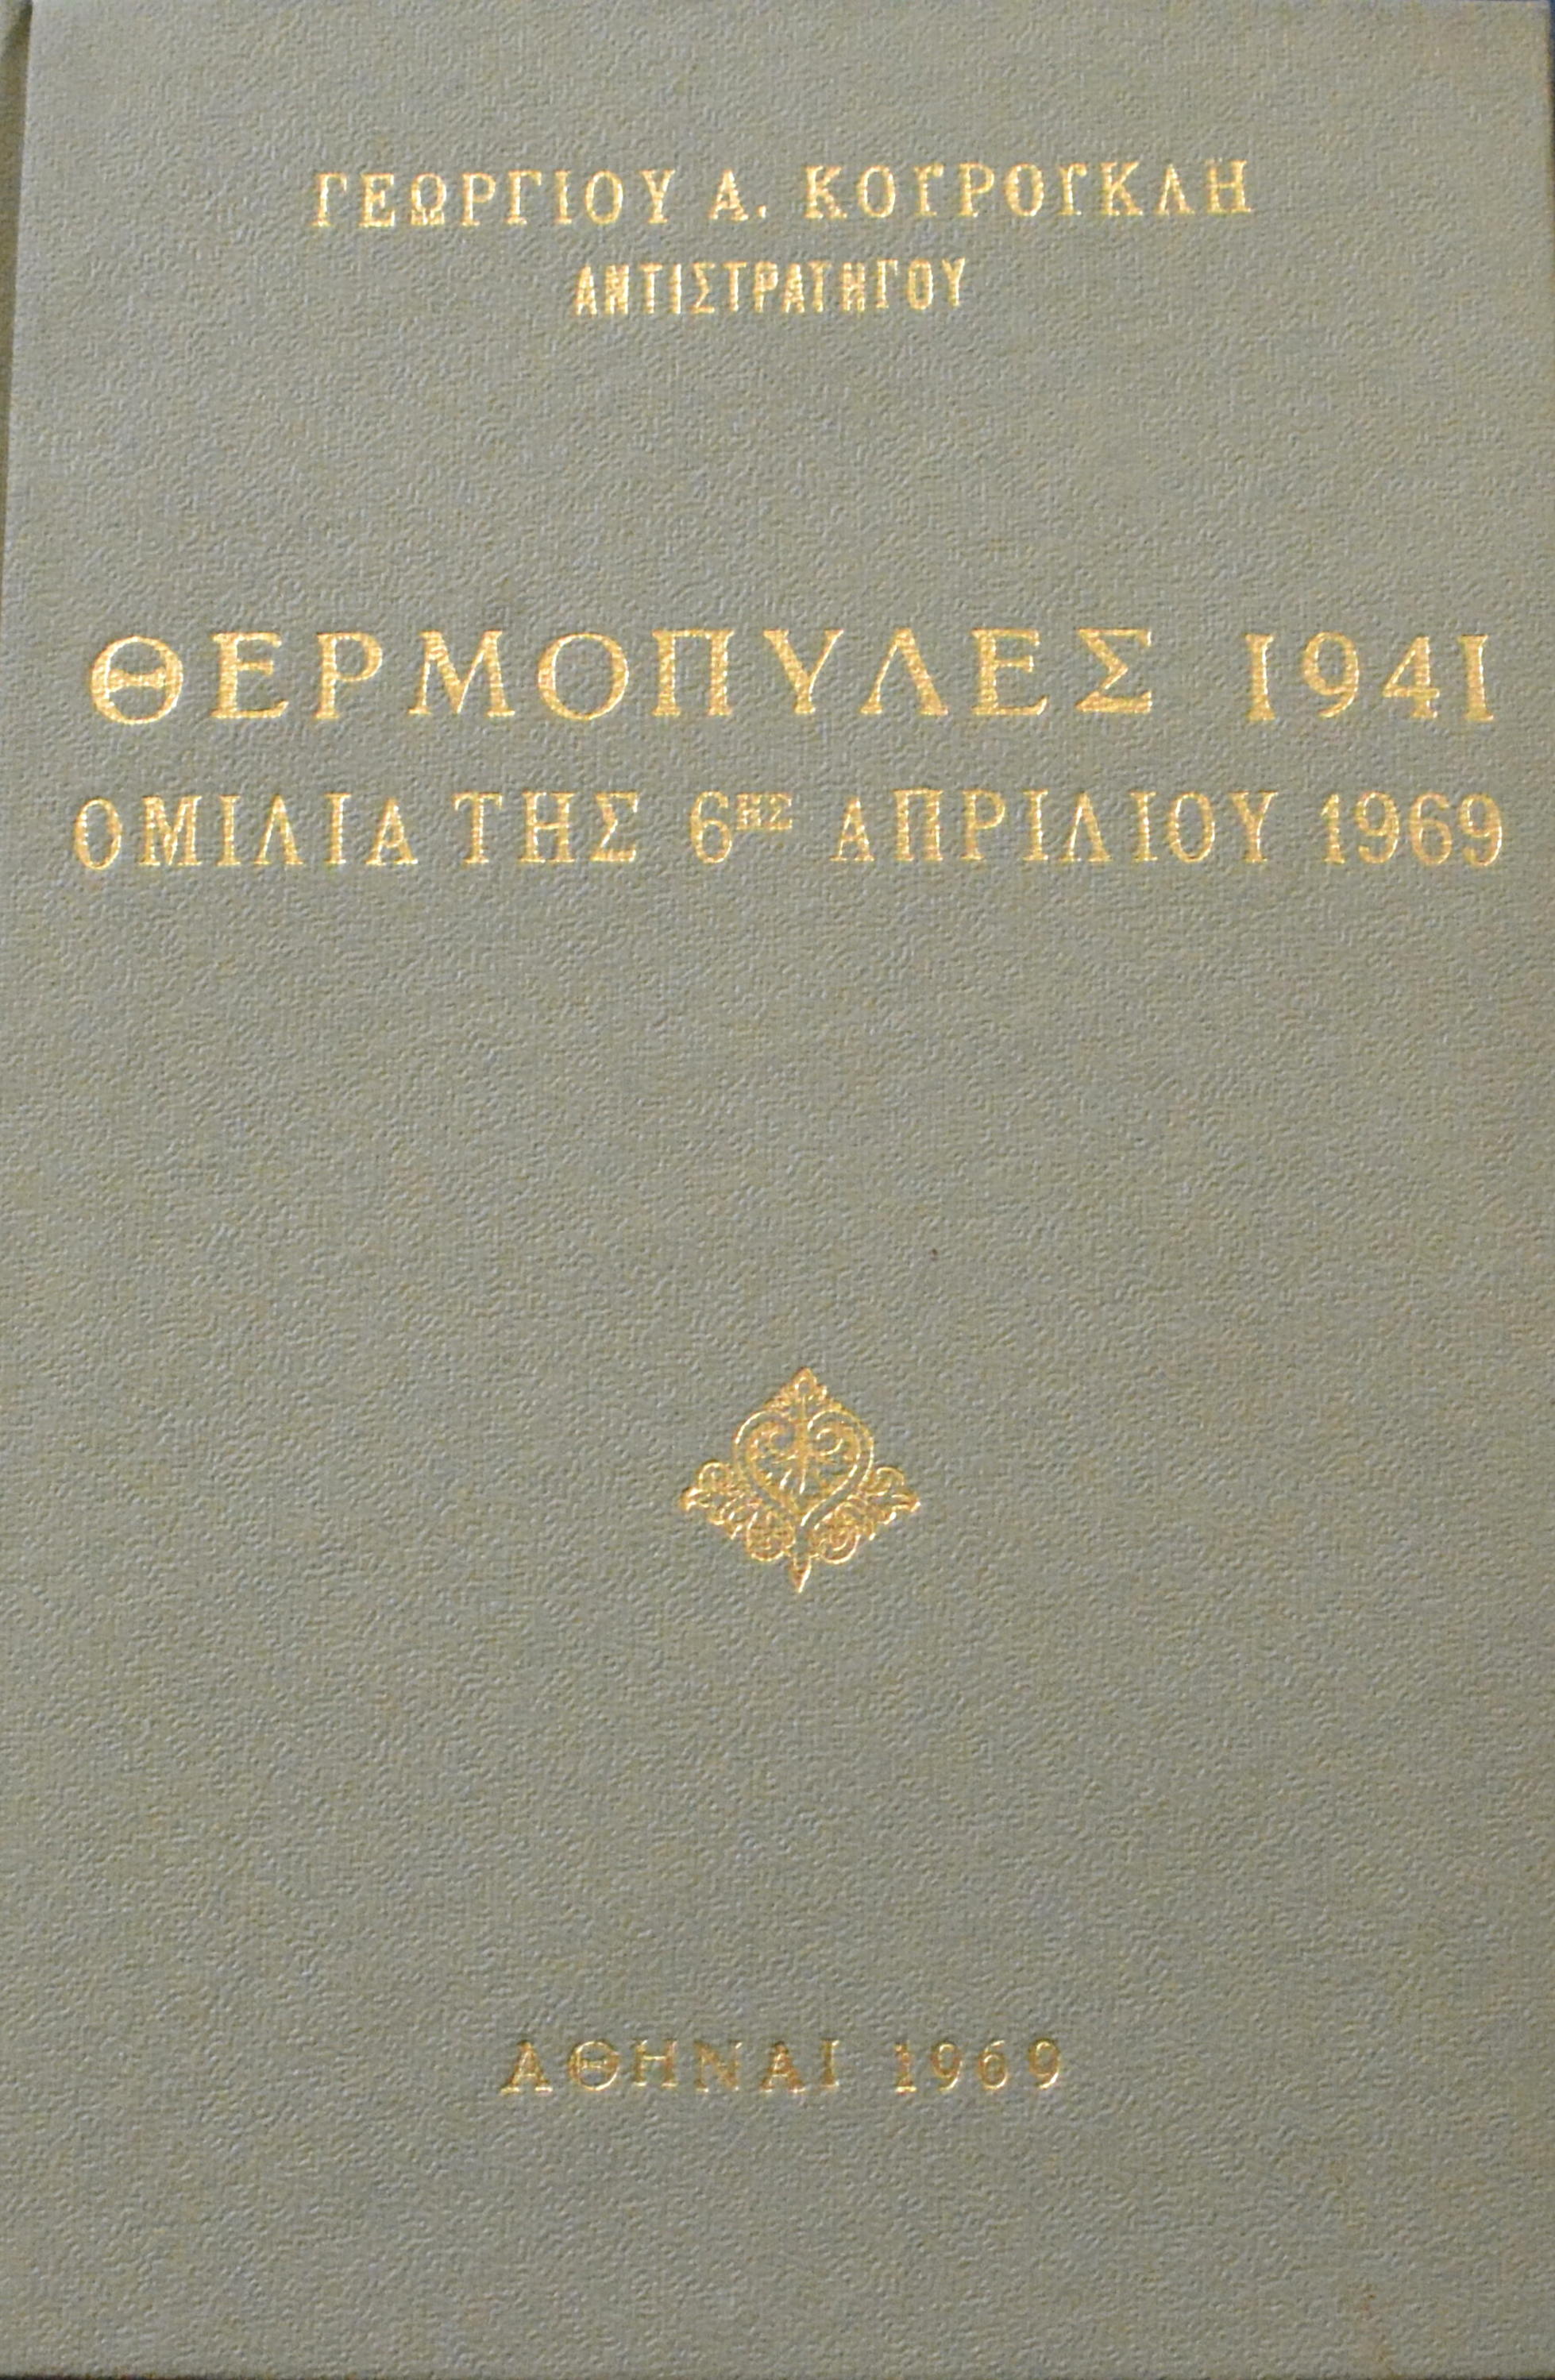 ΓΕΩΡΓΙΟΥ Α. ΚΟΥΡΟΥΚΛΗ
ΑΝΤΙΣΤΡΑΤΗΓΟΥ
ΘΕΡΜΟΠΥΛΕΣ 1941
ΟΜΙΛΙΑ ΤΗΣ 6ΗΣ ΑΠΡΙΛΙΟΥ 1969
ΑΘΗΝΑΙ 1969